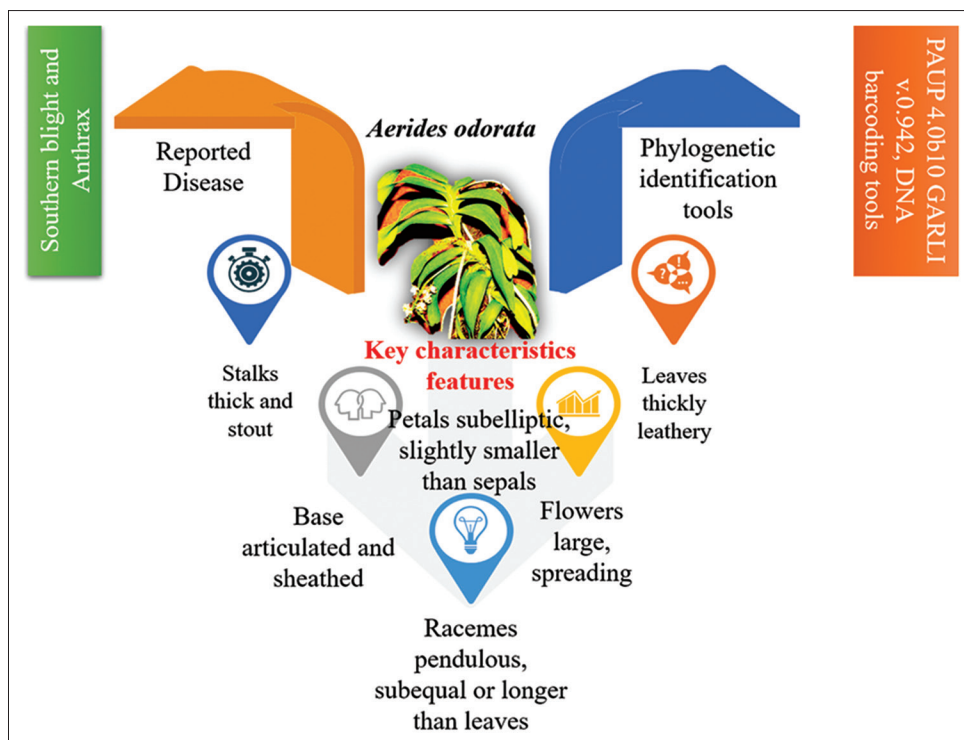 Southern blight and
Anthrax
Reported
Disease
Aerides odorata
Phylogenetic
identification
tools
PAUP 4.0b10 GARLI
v.0.942, DNA
barcoding tools
Key characteristics
features
Stalks
thick and
stout
Petals subelliptic,
slightly smaller
than sepals
Leaves
thickly
leathery
Base
articulated and
sheathed
Flowers
large,
spreading
Racemes
pendulous,
subequal or longer
than leaves